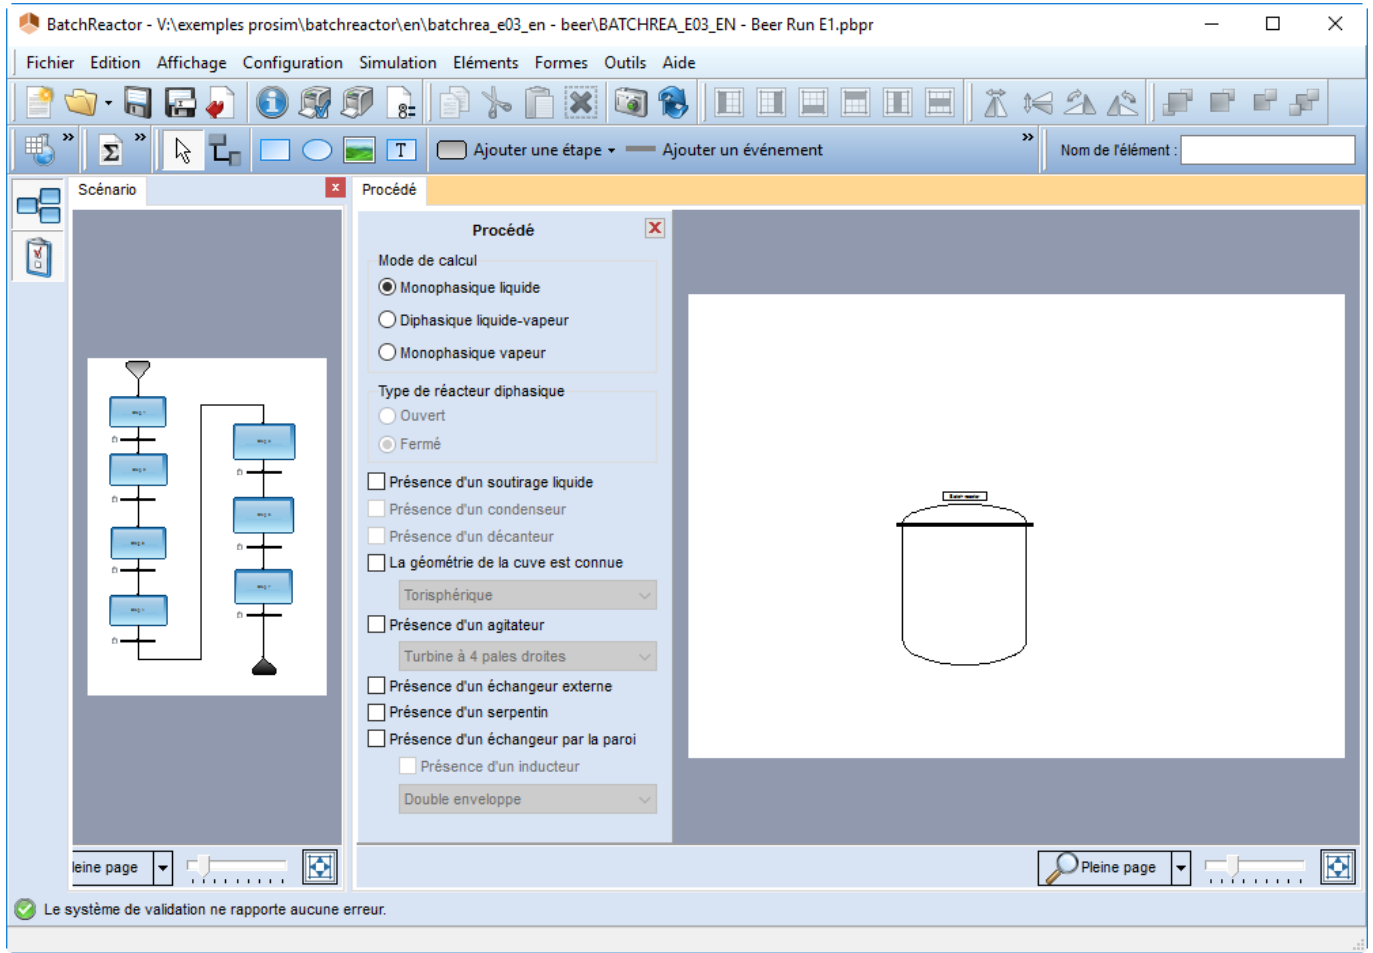 BatchReactor - V:\exemples prosim\batchreactor\en\batchrea_e03_en - beer\BATCHREA_E03_EN - Beer Run E1.pbpr
Fichier Edition Affichage Configuration Simulation Eléments Formes Outils Aide
Ajouter une étape Ajouter un événement Nom de l'élément :
Scénario
Procédé
Procédé
Mode de calcul
Monophasique liquide
Diphasique liquide-vapeur
Monophasique vapeur
Type de réacteur diphasique
Ouvert
Fermé
Présence d'un soutirage liquide
Présence d'un condenseur
Présence d'un décanteur
La géométrie de la cuve est connue
Torisphérique
Présence d'un agitateur
Turbine à 4 pales droites
Présence d'un échangeur externe
Présence d'un serpentin
Présence d'un échangeur par la paroi
Présence d'un inducteur
Double enveloppe
leine page
Pleine page
Le système de validation ne rapporte aucune erreur.